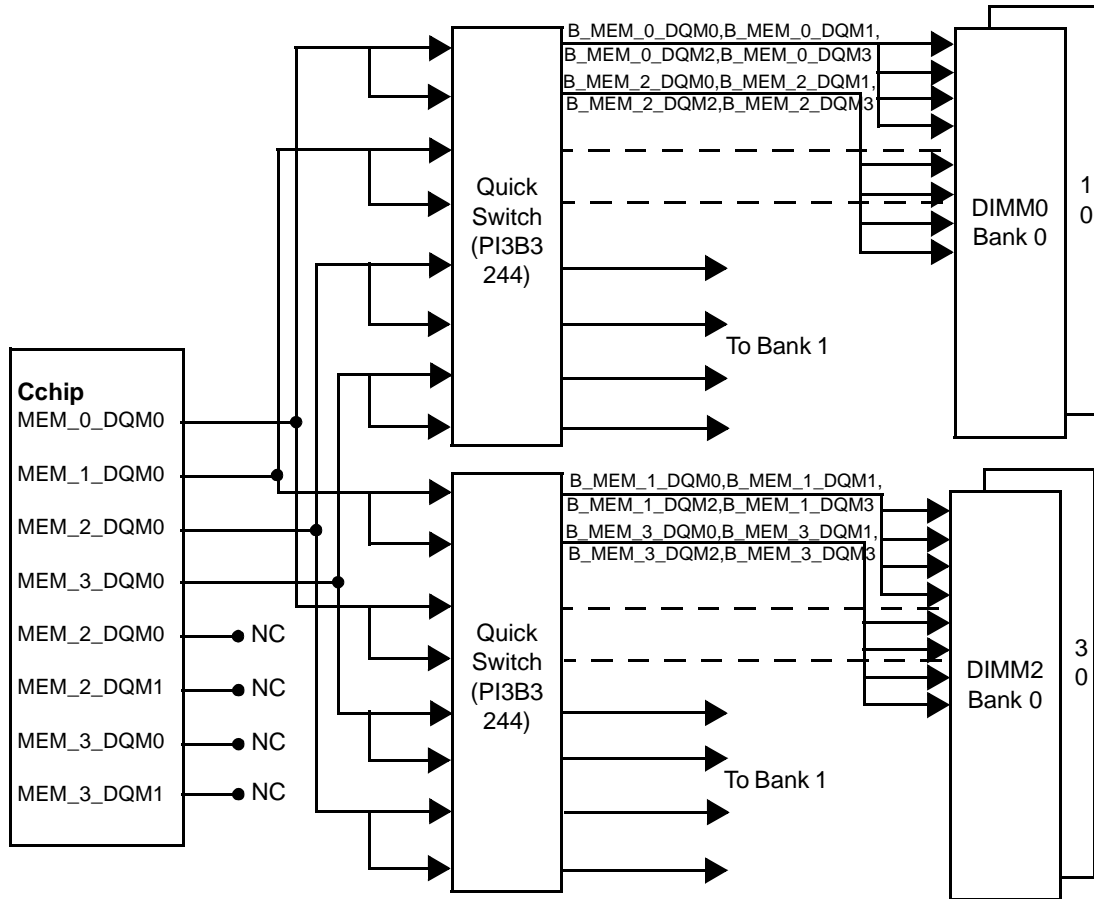 B_MEM_0_DQM0,B_MEM_0_DQM1,
B_MEM_0_DQM2,B_MEM_0_DQM3
B_MEM_2_DQM0,B_MEM_2_DQM1,
B_MEM_2_DQM2,B_MEM_2_DQM3
Quick
Switch
(PI3B3
244)
DIMM0
Bank 0
1
0
To Bank 1
Cchip
MEM_0_DQM0
MEM_1_DQM0
MEM_2_DQM0
MEM_3_DQM0
MEM_2_DQM0
NC
MEM_2_DQM1
NC
MEM_3_DQM0
NC
MEM_3_DQM1
NC
B_MEM_1_DQM0,B_MEM_1_DQM1,
B_MEM_1_DQM2,B_MEM_1_DQM3
B_MEM_3_DQM0,B_MEM_3_DQM1,
B_MEM_3_DQM2,B_MEM_3_DQM3
Quick
Switch
(PI3B3
244)
DIMM2
Bank 0
3
0
To Bank 1